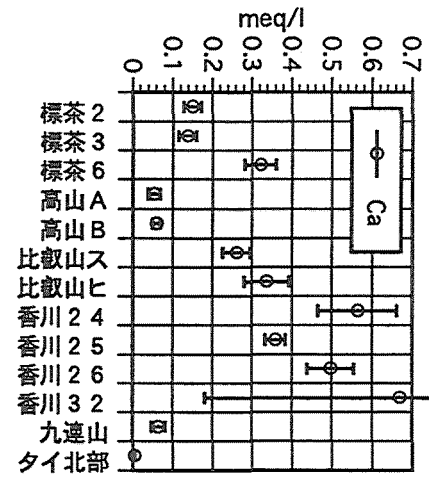 meq/l
0 0.1 0.2 0.3 0.4 0.5 0.6 0.7
Ca
標茶２
標茶３
標茶６
高山Ａ
高山Ｂ
比叡山ス
比叡山ヒ
香川２４
香川２５
香川２６
香川３２
九連山
タイ北部